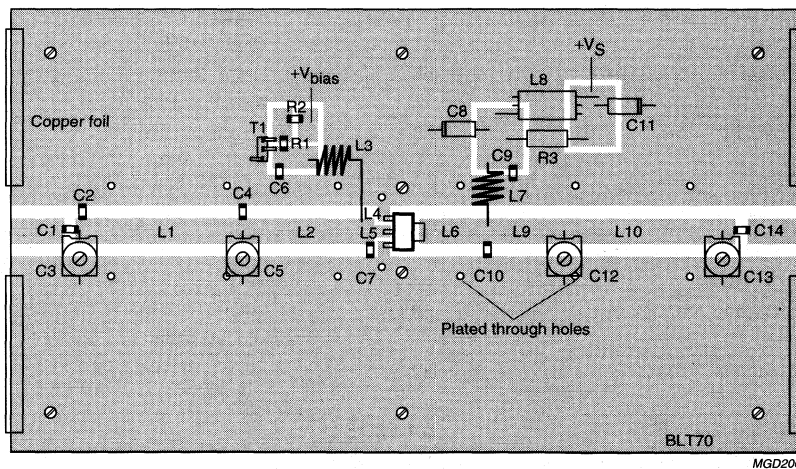 +Vbias
+VS
L8
C8
C11
R2
T1
R1
L3
R3
C9
C6
L7
Copper foil
C2
C4
L4
C1
L1
L2
L5
L6
L9
L10
C14
C3
C5
C7
C10
C12
C13
Plated through holes
BLT70